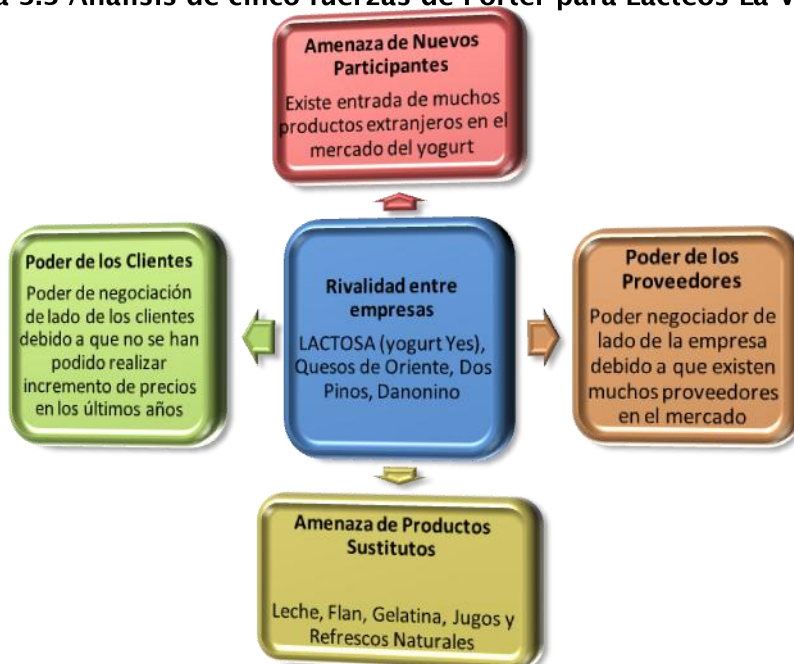 3.3 Análisis de cinco fuerzas de Porter para Lácteos La
Amenaza de Nuevos
Participantes
Existe entrada de muchos
productos extranjeros en el
mercado del yogurt
Poder de los Clientes
Poder de negociación
de lado de los clientes
debido a que no se han
podido realizar
incremento de precios
en los últimos años
Rivalidad entre
empresas
LACTOSA (yogurt Yes),
Quesos de Oriente, Dos
Pinos, Danonino
Poder de los
Proveedores
Poder negociador de
lado de la empresa
debido a que existen
muchos proveedores
en el mercado
Amenaza de Productos
Sustitutos
Leche, Flan, Gelatina, Jugos y
Refrescos Naturales